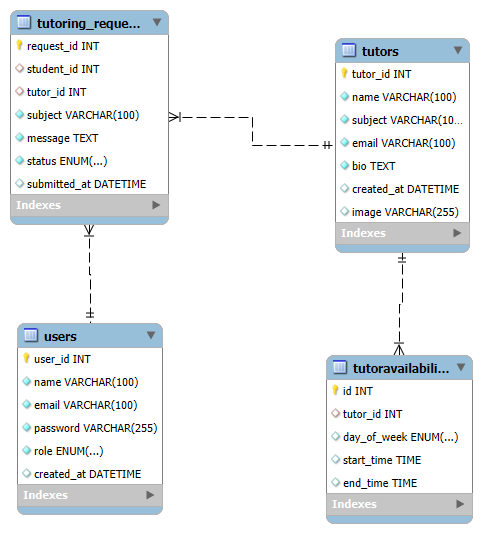 tutoring_reque...
request_id INT
student_id INT
tutor_id INT
subject VARCHAR(100)
message TEXT
status ENUM(...)
submitted_at DATETIME
Indexes
tutors
tutor_id INT
name VARCHAR(100)
subject VARCHAR(10...
email VARCHAR(100)
bio TEXT
created_at DATETIME
image VARCHAR(255)
Indexes
users
user_id INT
name VARCHAR(100)
email VARCHAR(100)
password VARCHAR(255)
role ENUM(...)
created_at DATETIME
Indexes
tutoravailabili...
id INT
tutor_id INT
day_of_week ENUM(...)
start_time TIME
end_time TIME
Indexes